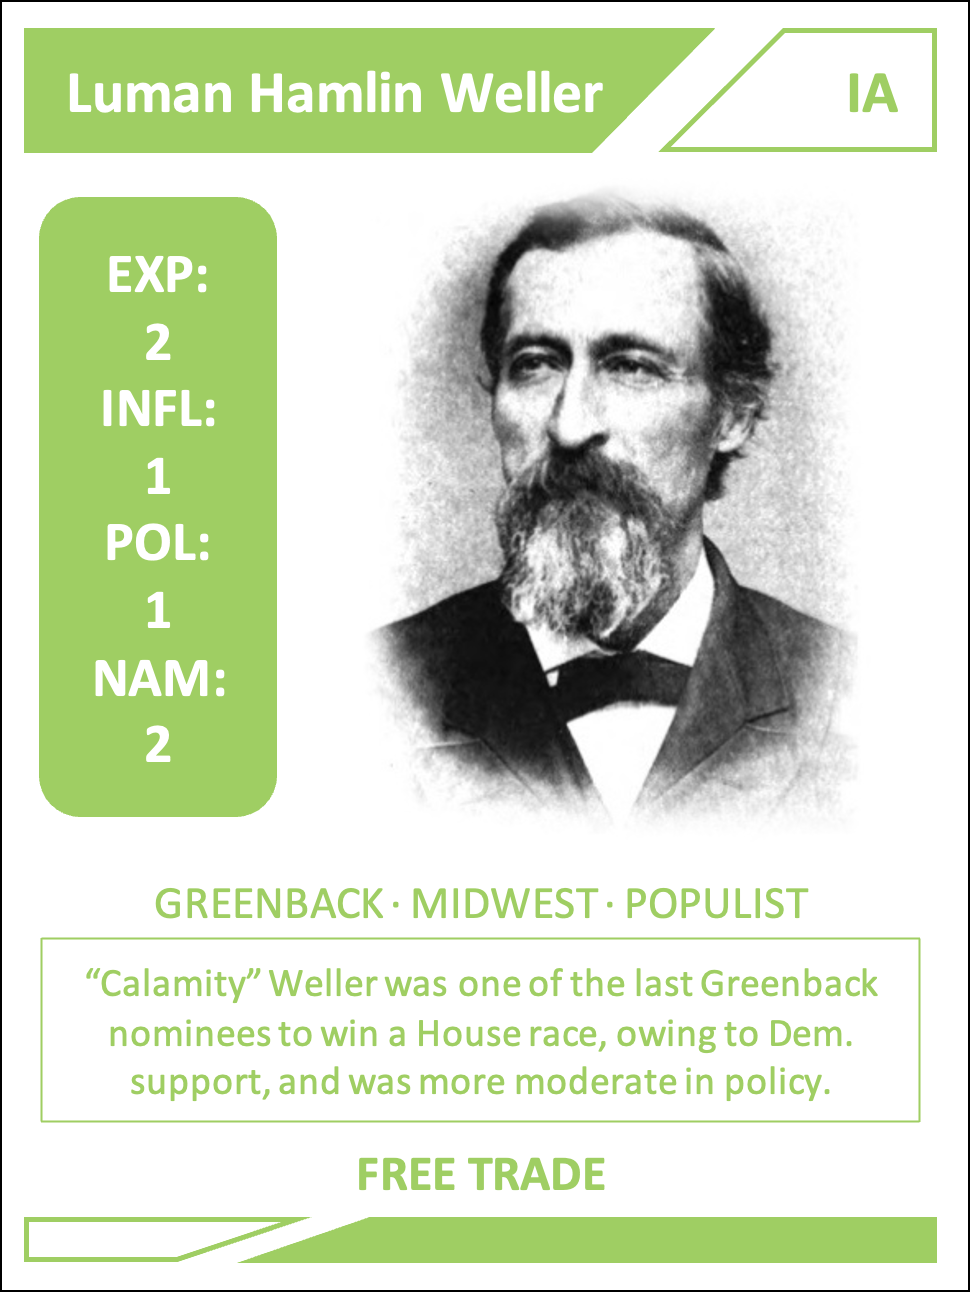 Luman Hamlin Weller
IA
EXP:
2
INFL:
1
POL:
1
NAM:
2
GREENBACK · MIDWEST · POPULIST
“Calamity” Weller was one of the last Greenback
nominees to win a House race, owing to Dem.
support, and was more moderate in policy.
FREE TRADE